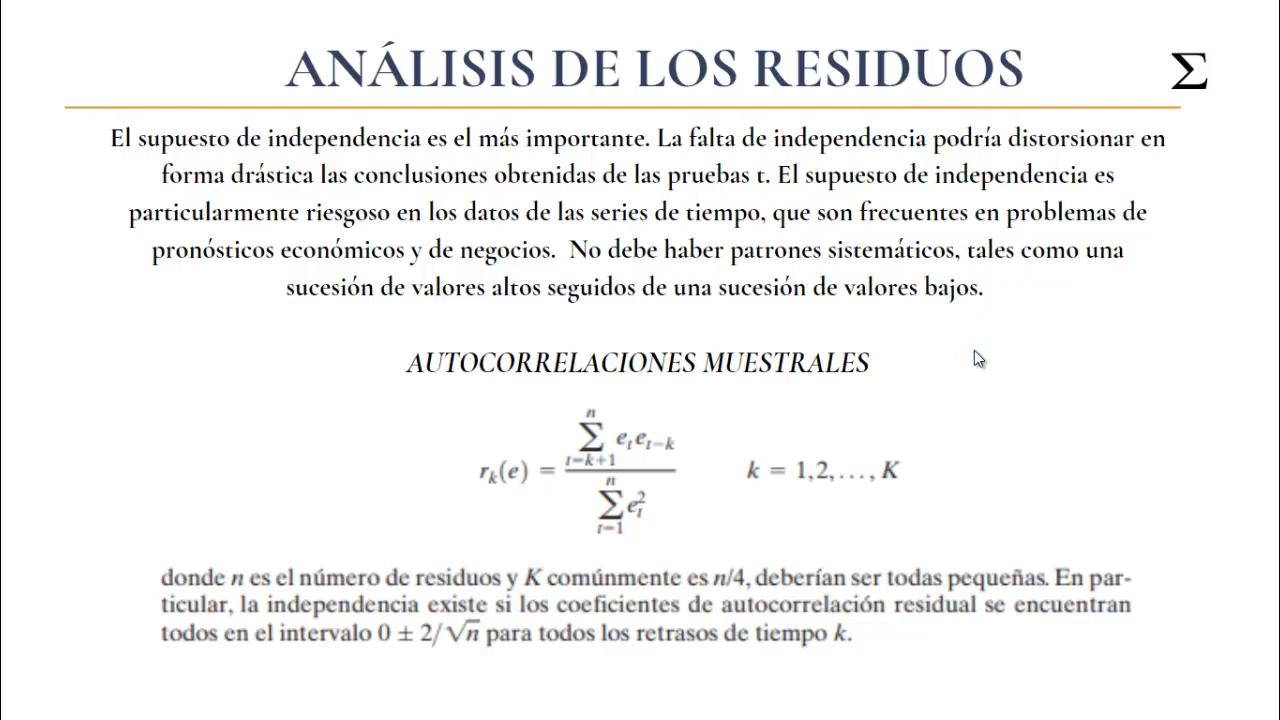 ANÁLISIS DE LOS RESIDUOS
Σ
El supuesto de independencia es el más importante. La falta de independencia podría distorsionar en
forma drástica las conclusiones obtenidas de las pruebas t. El supuesto de independencia es
particularmente riesgoso en los datos de las series de tiempo, que son frecuentes en problemas de
pronósticos económicos y de negocios. No debe haber patrones sistemáticos, tales como una
sucesión de valores altos seguidos de una sucesión de valores bajos.
AUTOCORRELACIONES MUESTRALES
r_k(e) = \frac{\sum_{t=k+1}^{n} e_t e_{t-k}}{\sum_{t=1}^{n} e_t^2} k = 1,2,..., K
donde n es el número de residuos y K comúnmente es n/4, deberían ser todas pequeñas. En par-
ticular, la independencia existe si los coeficientes de autocorrelación residual se encuentran
todos en el intervalo 0 ± 2/√n para todos los retrasos de tiempo k.